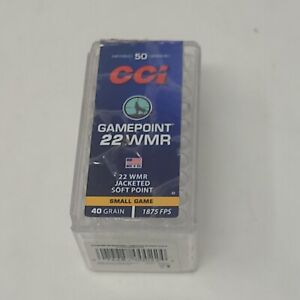 50
CCI
GAMEPOINT
22 WMR
22 WMR
JACKETED
SOFT POINT
SMALL GAME
40 GRAIN
1875 FPS